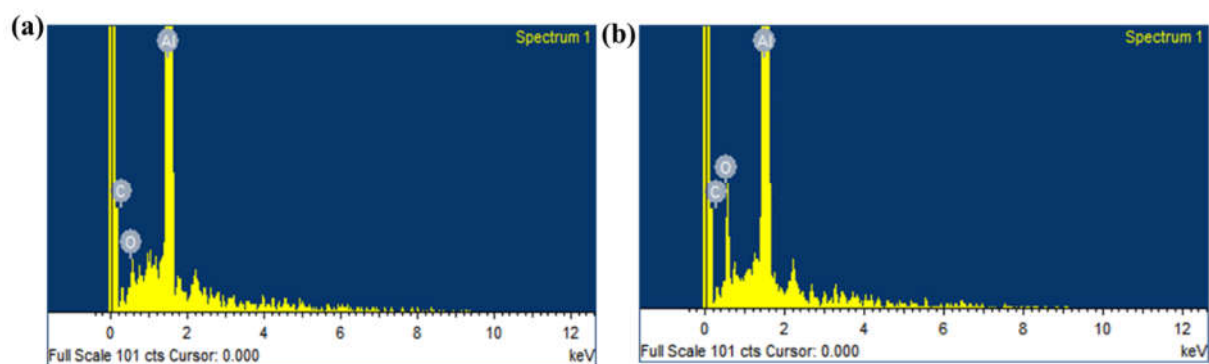 (a)
Spectrum 1
Al
C
O
0 2 4 6 8 10 12
Full Scale 101 cts Cursor: 0.000 keV
(b)
Spectrum 1
Al
O
C
0 2 4 6 8 10 12
Full Scale 101 cts Cursor: 0.000 keV